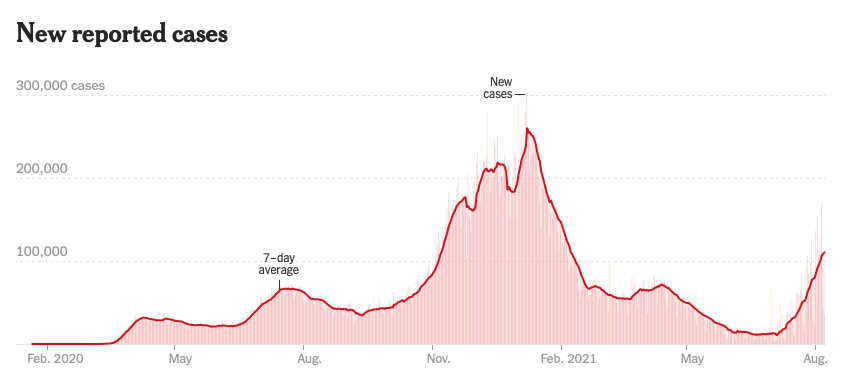 New reported cases
New
cases
300,000 cases
200,000
7–day
average
100,000
Feb. 2020
May
Aug.
Nov.
Feb. 2021
May
Aug.